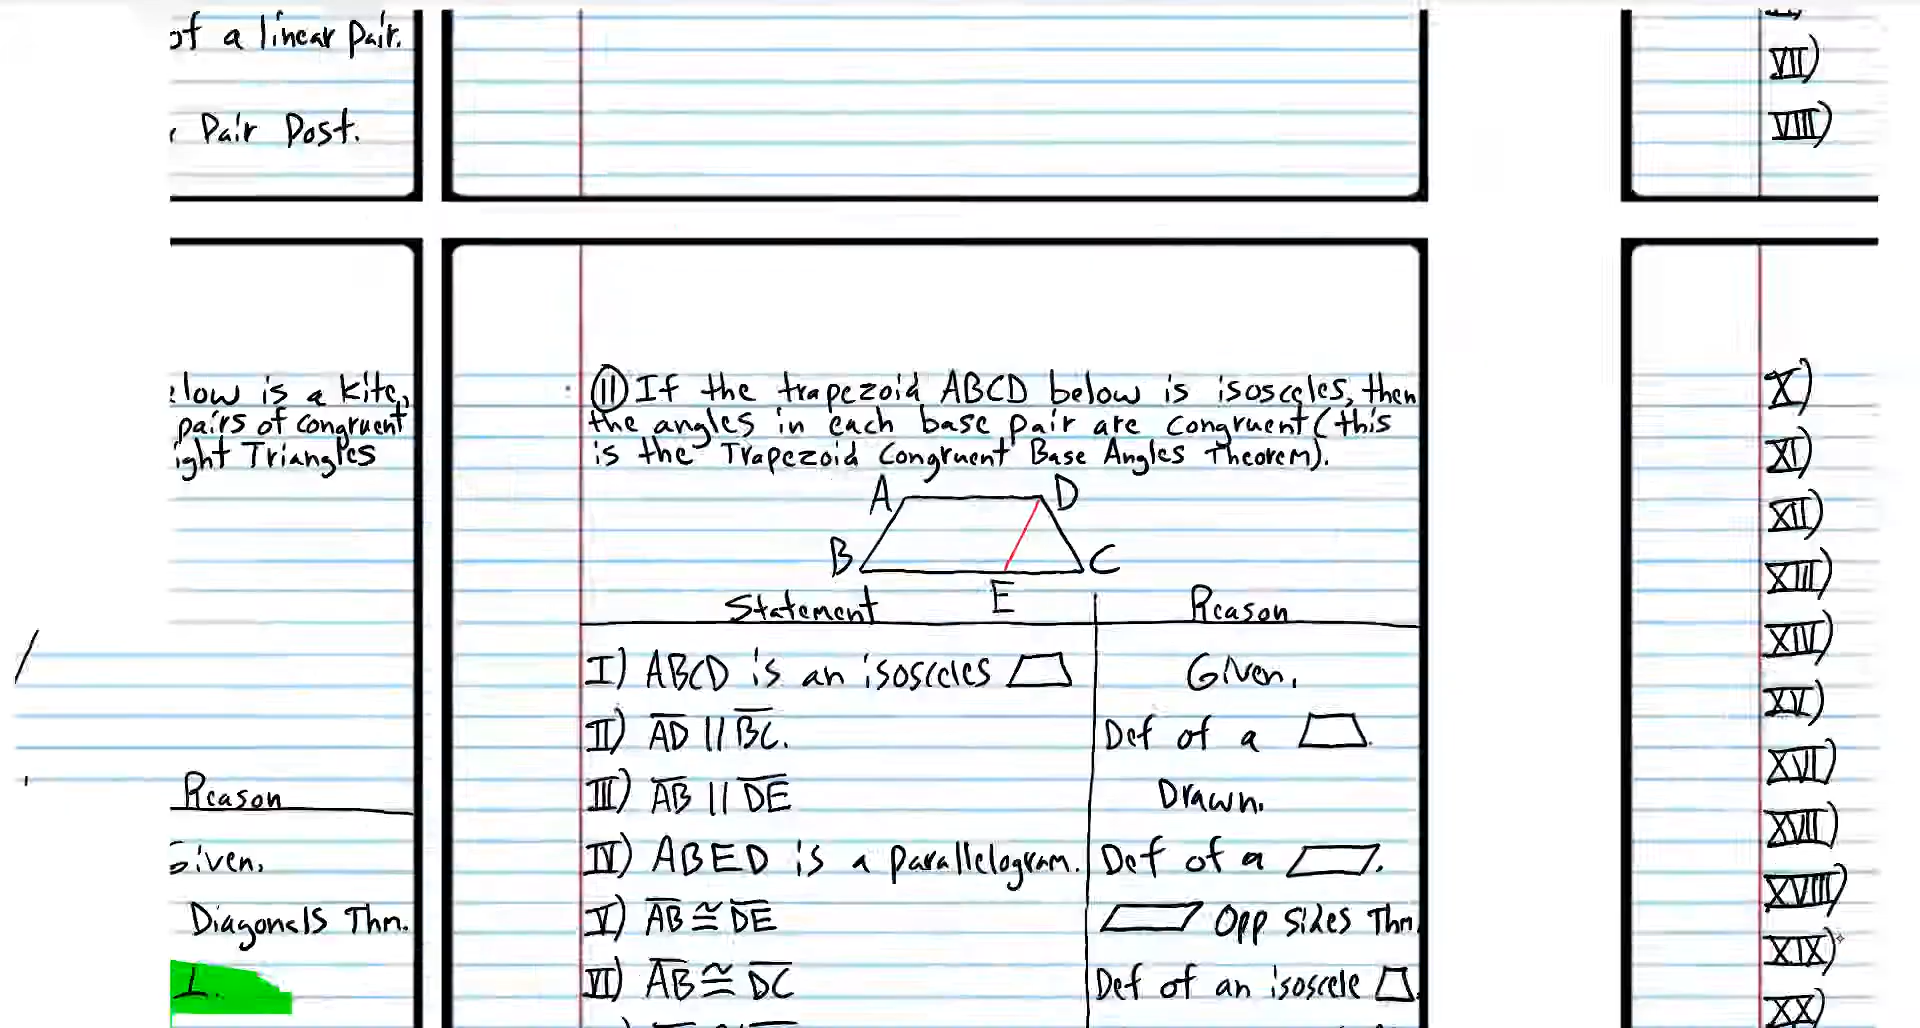 of a linear pair.
Pair Post.
VII)
VIII)
low is a kite,
pairs of congruent
ight Triangles
Reason
Given.
Diagonals Thm.
1.
(11) If the trapezoid ABCD below is isosceles, then
the angles in each base pair are congruent (this
is the Trapezoid Congruent Base Angles Theorem).
A D
B C
E
Statement Reason
I) ABCD is an isosceles Given.
II) AD || BC. Def of a
III) AB || DE Drawn.
IV) ABED is a parallelogram. Def of a
V) AB ≅ DE Opp Sides Thm.
VI) AB ≅ DC Def of an isoscele
X)
XI)
XII)
XIII)
XIV)
XV)
XVI)
XVII)
XVIII)
XIX)
XX)